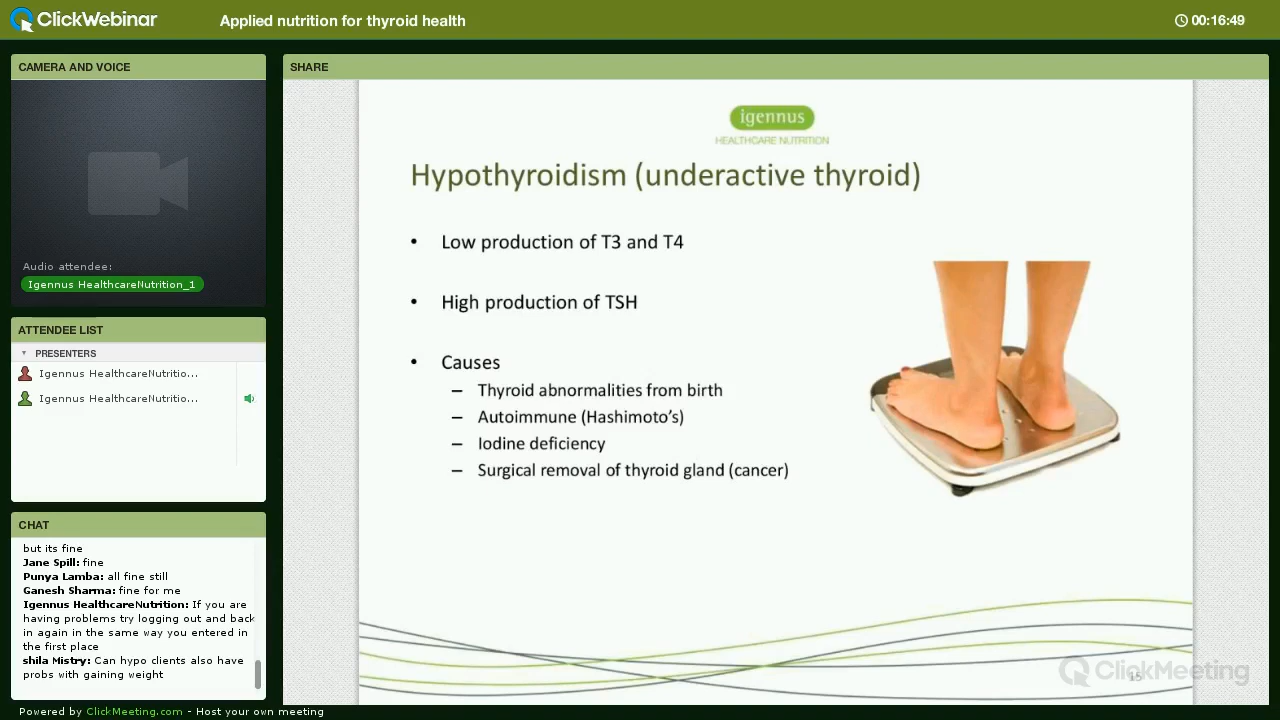 ClickWebinar
Applied nutrition for thyroid health
00:16:49
CAMERA AND VOICE
Audio attendee:
Igennus HealthcareNutrition_1
ATTENDEE LIST
PRESENTERS
Igennus HealthcareNutritio...
Igennus HealthcareNutritio...
CHAT
but its fine
Jane Spill: fine
Punya Lamba: all fine still
Ganesh Sharma: fine for me
Igennus HealthcareNutrition: If you are
having problems try logging out and back
in again in the same way you entered in
the first place
shila Mistry: Can hypo clients also have
probs with gaining weight
SHARE
igennus
HEALTHCARE NUTRITION
Hypothyroidism (underactive thyroid)
• Low production of T3 and T4
• High production of TSH
• Causes
– Thyroid abnormalities from birth
– Autoimmune (Hashimoto's)
– Iodine deficiency
– Surgical removal of thyroid gland (cancer)
15
ClickMeeting
Powered by ClickMeeting.com - Host your own meeting